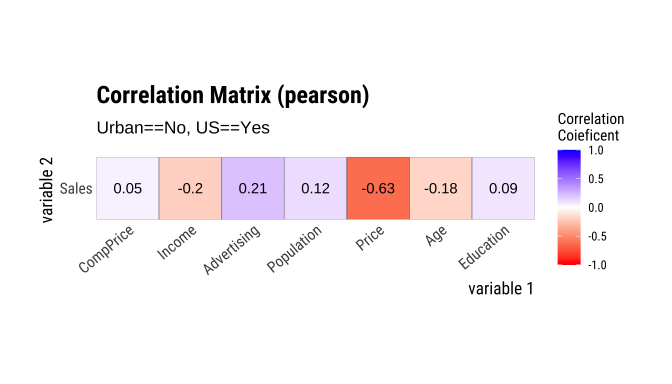 Correlation Matrix (pearson)
Urban==No, US==Yes
variable 2
Sales
0.05 -0.2 0.21 0.12 -0.63 -0.18 0.09
CompPrice Income Advertising Population Price Age Education
variable 1
Correlation
Coieficent
1.0
0.5
0.0
-0.5
-1.0